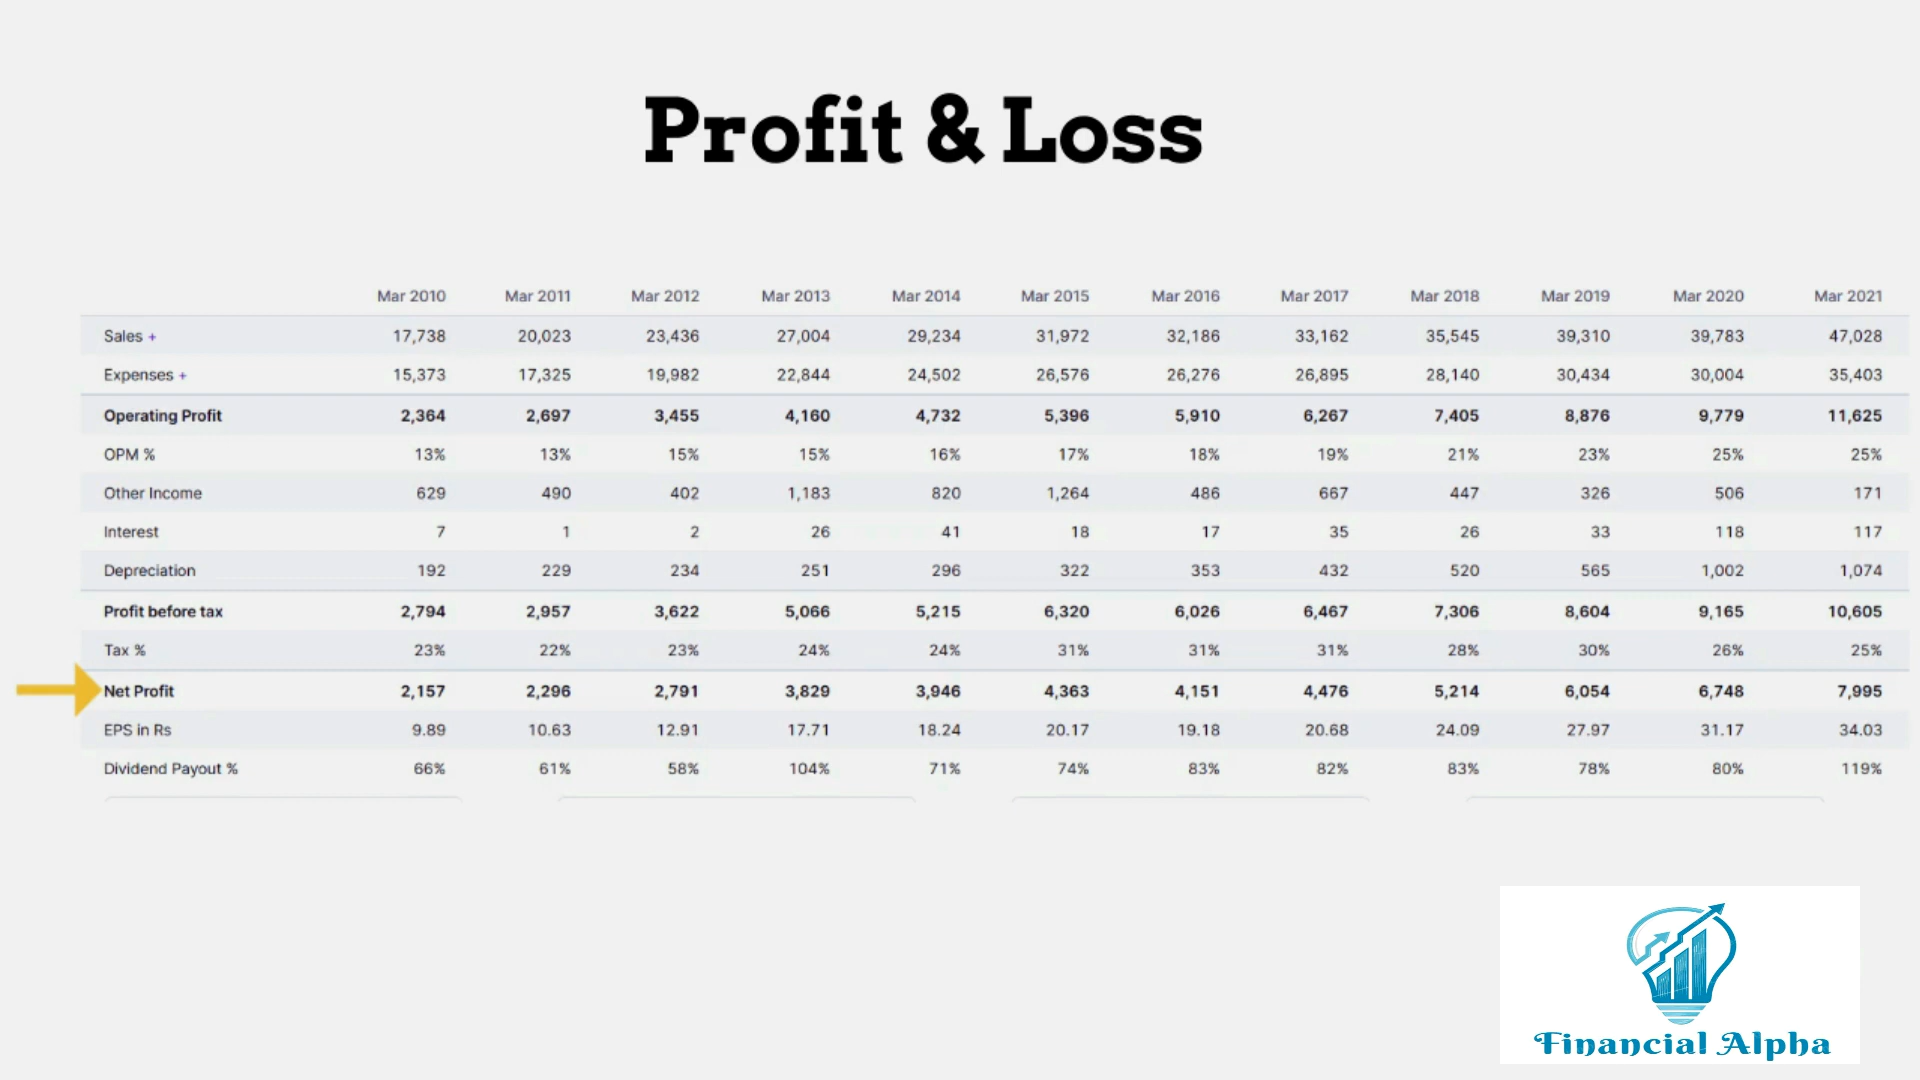 Profit & Loss
Mar 2010 Mar 2011 Mar 2012 Mar 2013 Mar 2014 Mar 2015 Mar 2016 Mar 2017 Mar 2018 Mar 2019 Mar 2020 Mar 2021
Sales + 17,738 20,023 23,436 27,004 29,234 31,972 32,186 33,162 35,545 39,310 39,783 47,028
Expenses + 15,373 17,325 19,982 22,844 24,502 26,576 26,276 26,895 28,140 30,434 30,004 35,403
Operating Profit 2,364 2,697 3,455 4,160 4,732 5,396 5,910 6,267 7,405 8,876 9,779 11,625
OPM % 13% 13% 15% 15% 16% 17% 18% 19% 21% 23% 25% 25%
Other Income 629 490 402 1,183 820 1,264 486 667 447 326 506 171
Interest 7 1 2 26 41 18 17 35 26 33 118 117
Depreciation 192 229 234 251 296 322 353 432 520 565 1,002 1,074
Profit before tax 2,794 2,957 3,622 5,066 5,215 6,320 6,026 6,467 7,306 8,604 9,165 10,605
Tax % 23% 22% 23% 24% 24% 31% 31% 31% 28% 30% 26% 25%
Net Profit 2,157 2,296 2,791 3,829 3,946 4,363 4,151 4,476 5,214 6,054 6,748 7,995
EPS in Rs 9.89 10.63 12.91 17.71 18.24 20.17 19.18 20.68 24.09 27.97 31.17 34.03
Dividend Payout % 66% 61% 58% 104% 71% 74% 83% 82% 83% 78% 80% 119%
Financial Alpha